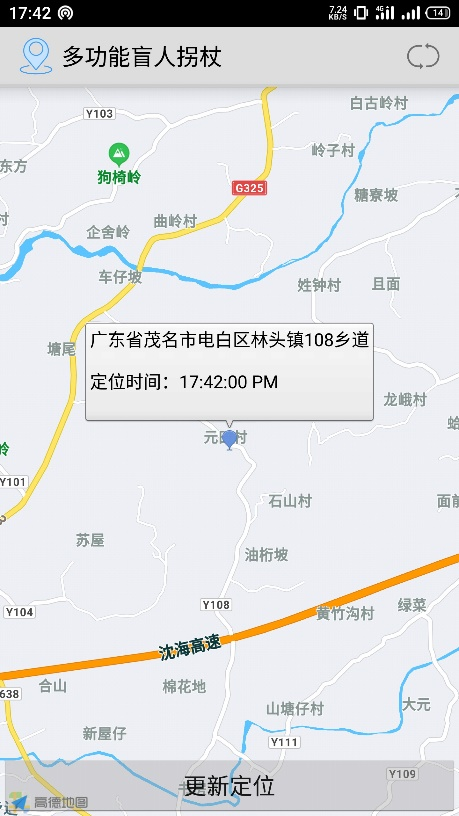 17:42 7.24 KB/S 4G 14
多功能盲人拐杖
白古岭村
Y103
岭子村
东方
狗椅岭
G325
糖寮坡
村
曲岭村
企舍岭
车仔坡
姓钟村
且面
广东省茂名市电白区林头镇108乡道
塘尾
定位时间：17:42:00 PM
龙峨村
蛤
元田村
岭
Y101
石山村
面前
苏屋
油桁坡
Y104
Y108
黄竹沟村
绿菜
沈海高速
合山
棉花地
638
山塘仔村
大元
新屋仔
Y111
Y109
更新定位
高德地图